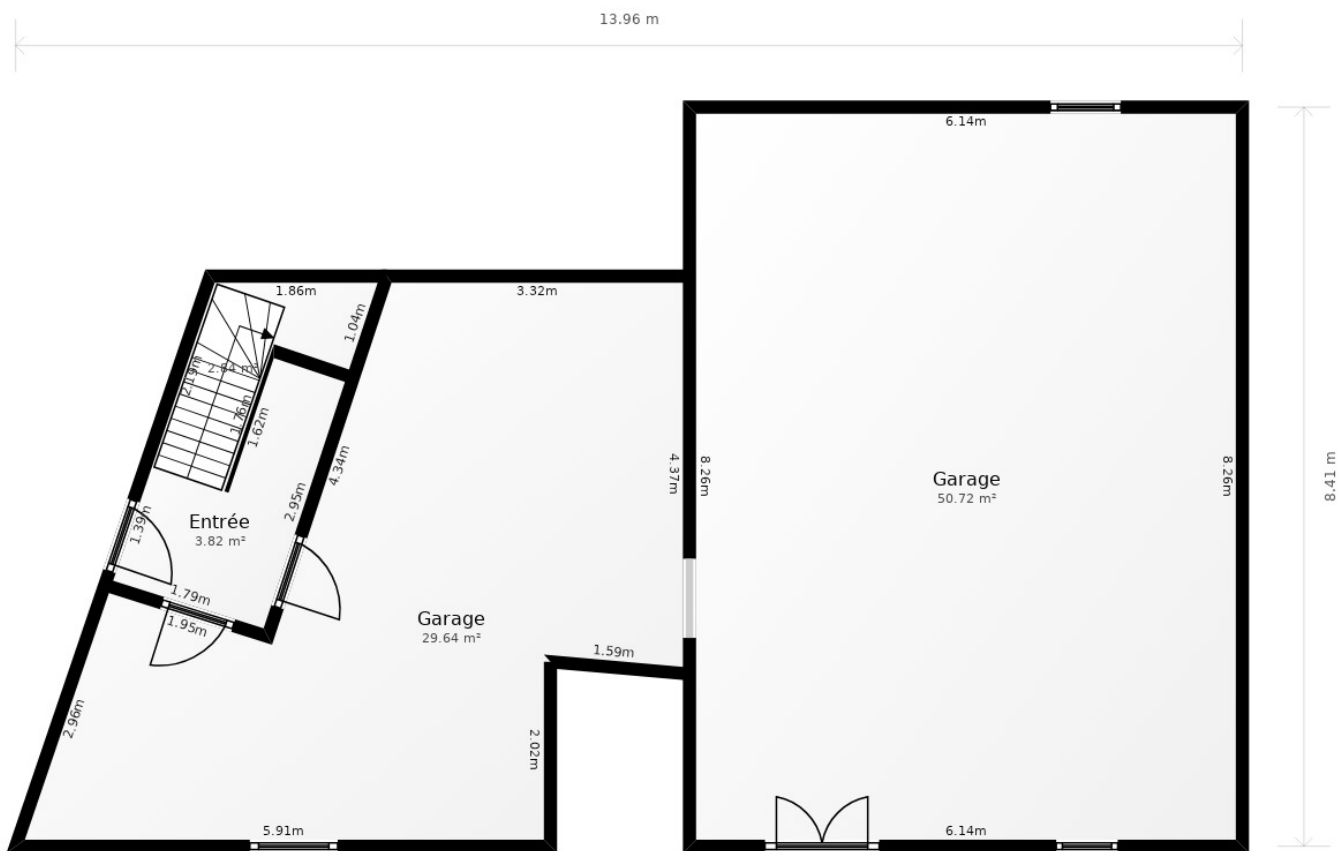 13.96 m
6.14m
1.86m
3.32m
1.04m
2.19m
2.84 m²
1.76m
1.62m
4.34m
4.37m
8.26m
8.26m
8.41 m
Garage
50.72 m²
2.95m
1.39m
Entrée
3.82 m²
1.79m
1.95m
Garage
29.64 m²
1.59m
2.96m
2.02m
5.91m
6.14m